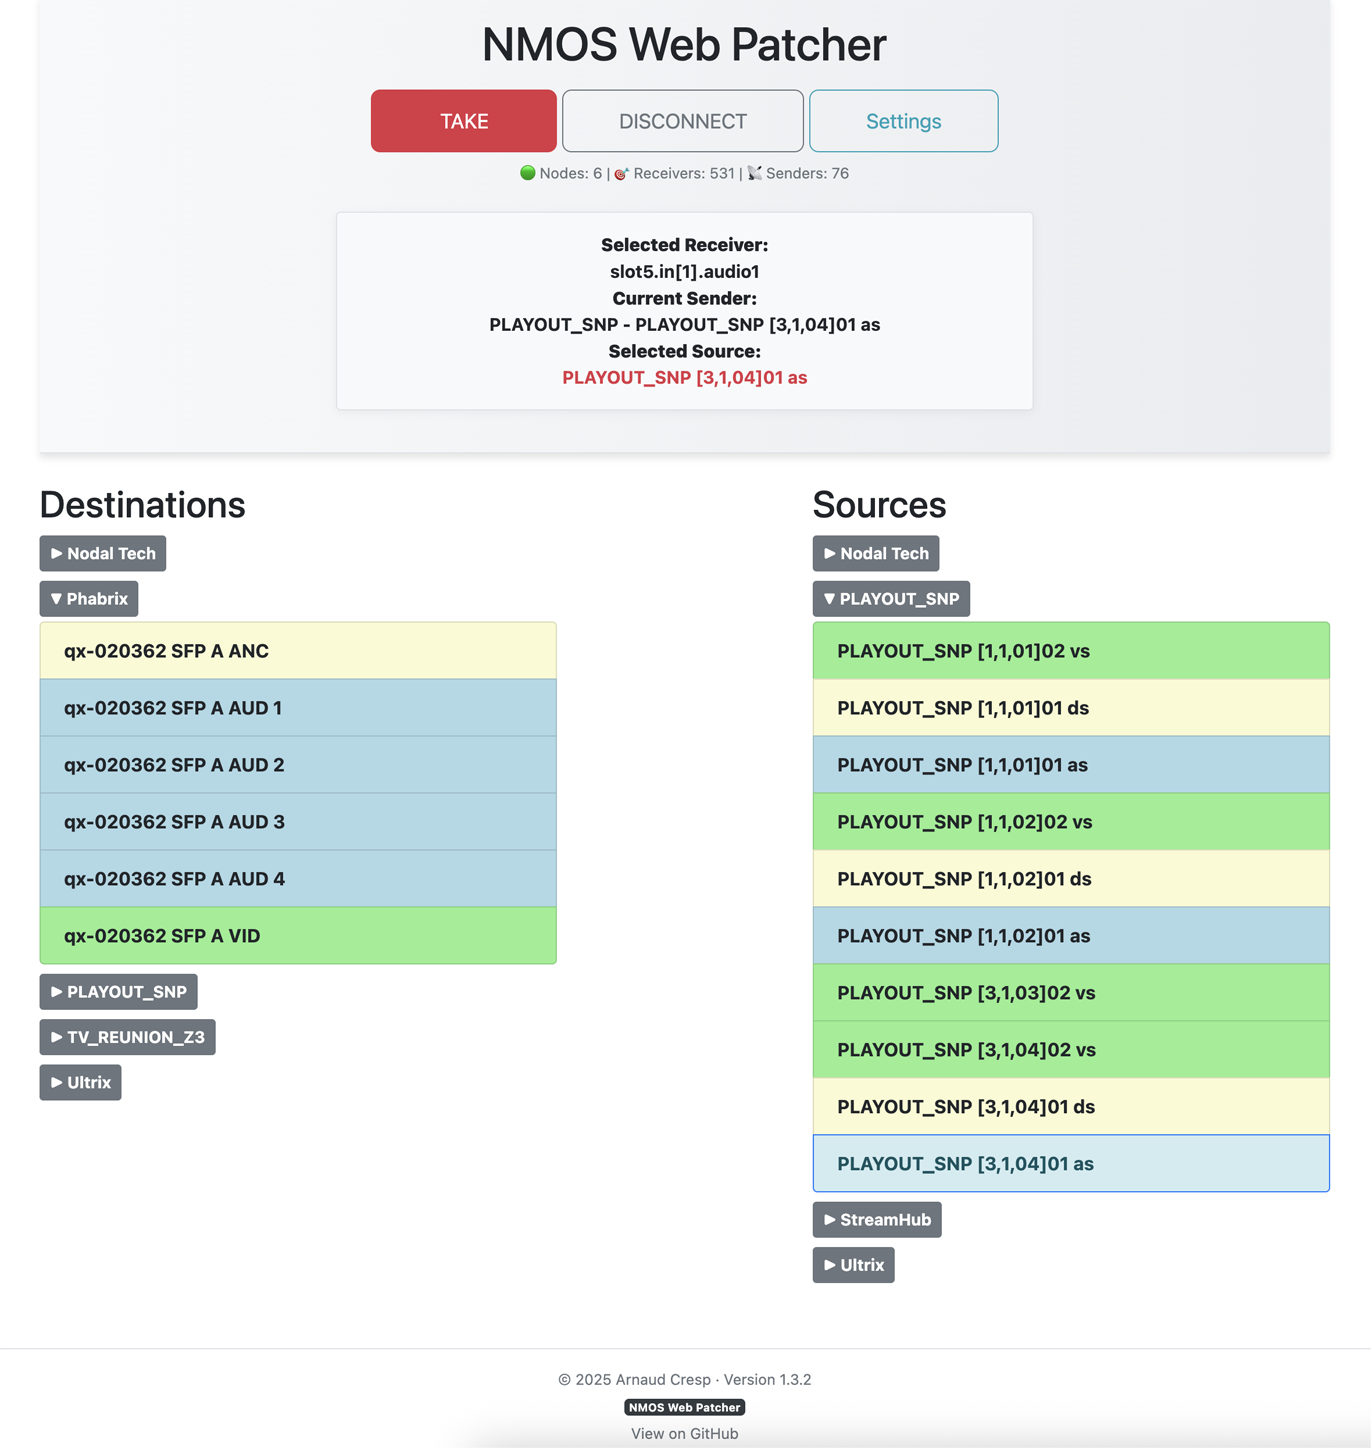 NMOS Web Patcher
TAKE
DISCONNECT
Settings
Nodes: 6 | Receivers: 531 | Senders: 76
Selected Receiver:
slot5.in[1].audio1
Current Sender:
PLAYOUT_SNP - PLAYOUT_SNP [3,1,04]01 as
Selected Source:
PLAYOUT_SNP [3,1,04]01 as
Destinations
Nodal Tech
Phabrix
qx-020362 SFP A ANC
qx-020362 SFP A AUD 1
qx-020362 SFP A AUD 2
qx-020362 SFP A AUD 3
qx-020362 SFP A AUD 4
qx-020362 SFP A VID
PLAYOUT_SNP
TV_REUNION_Z3
Ultrix
Sources
Nodal Tech
PLAYOUT_SNP
PLAYOUT_SNP [1,1,01]02 vs
PLAYOUT_SNP [1,1,01]01 ds
PLAYOUT_SNP [1,1,01]01 as
PLAYOUT_SNP [1,1,02]02 vs
PLAYOUT_SNP [1,1,02]01 ds
PLAYOUT_SNP [1,1,02]01 as
PLAYOUT_SNP [3,1,03]02 vs
PLAYOUT_SNP [3,1,04]02 vs
PLAYOUT_SNP [3,1,04]01 ds
PLAYOUT_SNP [3,1,04]01 as
StreamHub
Ultrix
© 2025 Arnaud Cresp · Version 1.3.2
NMOS Web Patcher
View on GitHub